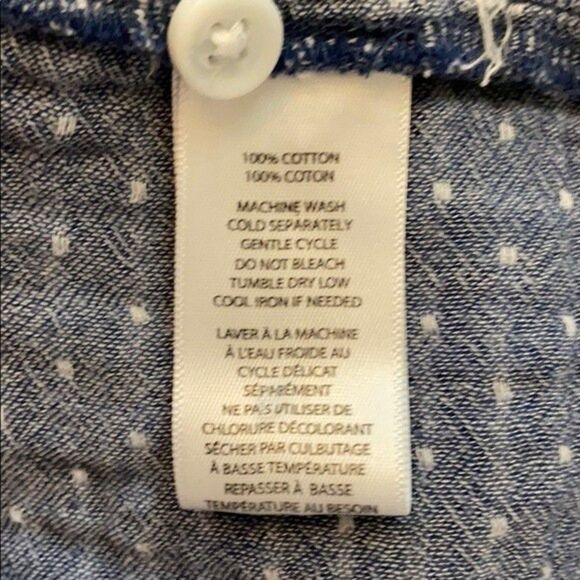 100% COTTON
100% COTON
MACHINE WASH
COLD SEPARATELY
GENTLE CYCLE
DO NOT BLEACH
TUMBLE DRY LOW
COOL IRON IF NEEDED
LAVER À LA MACHINE
À L'EAU FROIDE AU
CYCLE DÉLICAT
SÉPARÉMENT
NE PAS UTILISER DE
CHLORIURE DÉCOLORANT
SÉCHER PAR CULBUTAGE
À BASSE TEMPÉRATURE
REPASSER À BASSE
TEMPÉRATURE AU BESOIN